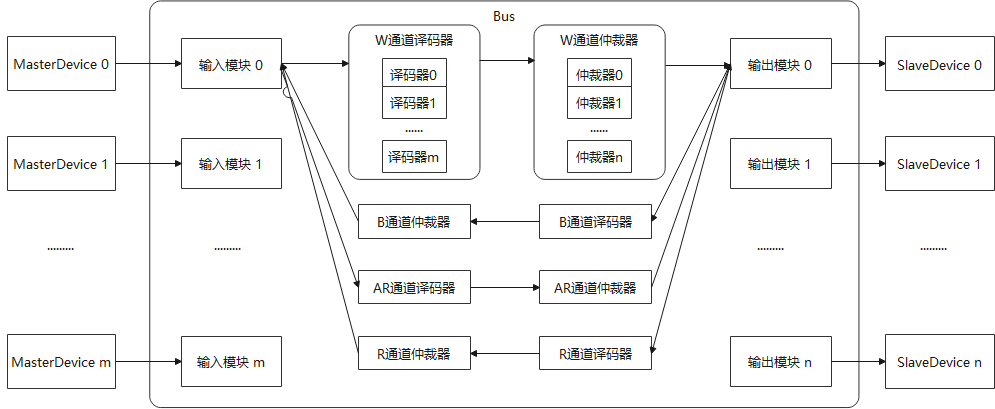 Bus
MasterDevice 0
输入模块 0
W通道译码器
译码器0
译码器1
......
译码器m
W通道仲裁器
仲裁器0
仲裁器1
......
仲裁器n
输出模块 0
SlaveDevice 0
MasterDevice 1
输入模块 1
输出模块 1
SlaveDevice 1
B通道仲裁器
B通道译码器
.........
.........
.........
.........
AR通道译码器
AR通道仲裁器
R通道仲裁器
R通道译码器
MasterDevice m
输入模块 m
输出模块 n
SlaveDevice n